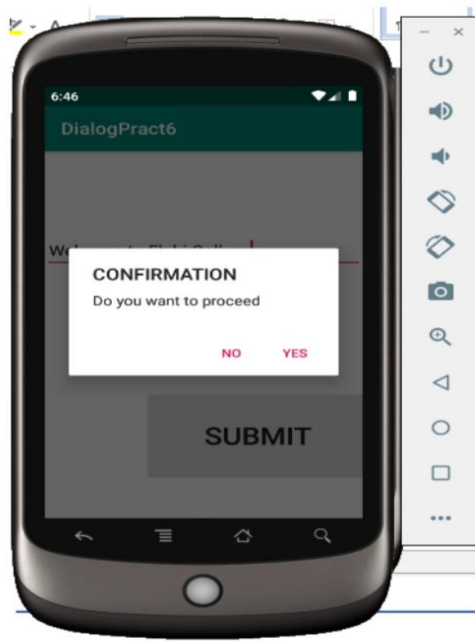 6:46
DialogPract6
CONFIRMATION
Do you want to proceed
NO YES
SUBMIT